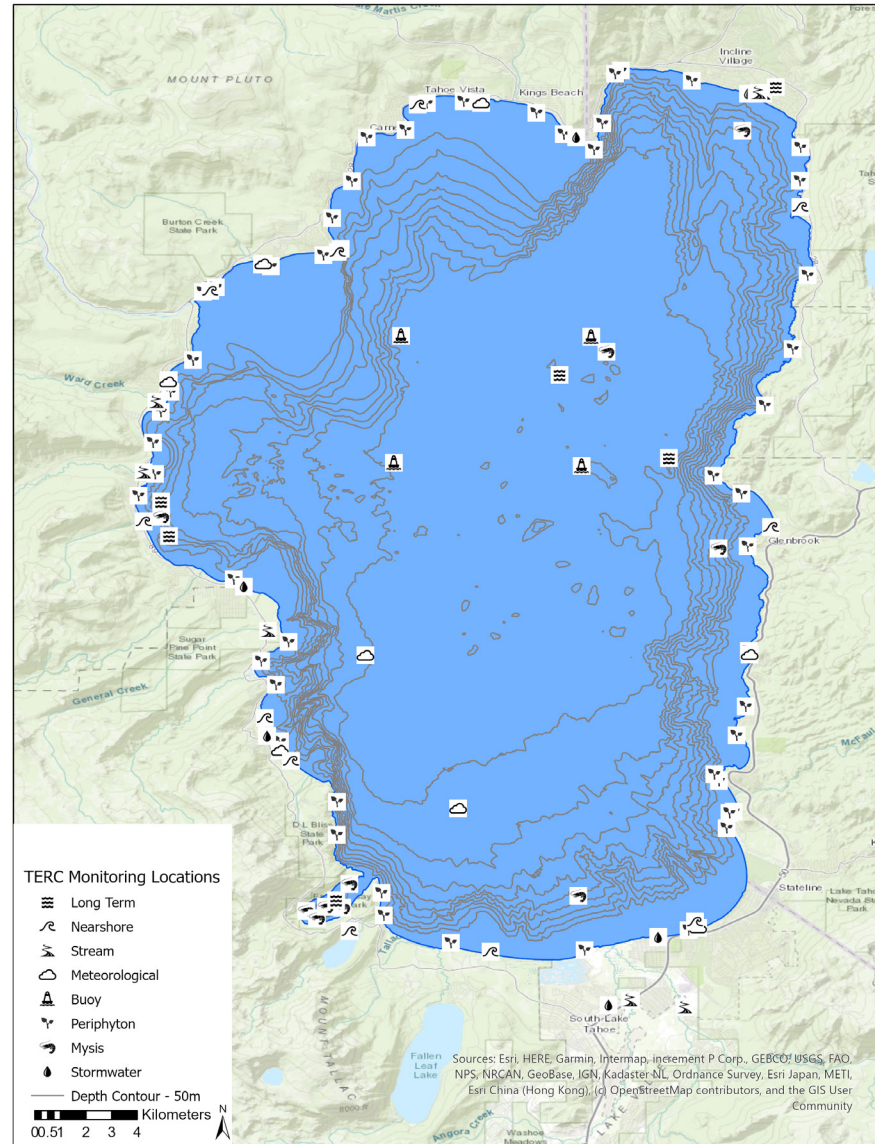 MOUNT PLUTO
Incline
Village
Tahoe Vista
Kings Beach
Burton Creek
State Park
Ward Creek
Glenbrook
Sugar
Pine Point
State Park
General Creek
D L Bliss
State
Park
Stateline
Lake Tahoe
Nevada State
Park
50
South Lake
Tahoe
MOUNT TALLAC
Fallen
Leaf
Lake
8000 ft
Angora Creek
Washoe
Meadows
LAKE VALLEY
TERC Monitoring Locations
Long Term
Nearshore
Stream
Meteorological
Buoy
Periphyton
Mysis
Stormwater
Depth Contour - 50m
Kilometers
00.51 2 3 4
N
Sources: Esri, HERE, Garmin, Intermap, increment P Corp., GEBCO, USGS, FAO,
NPS, NRCAN, GeoBase, IGN, Kadaster NL, Ordnance Survey, Esri Japan, METI,
Esri China (Hong Kong), (c) OpenStreetMap contributors, and the GIS User
Community